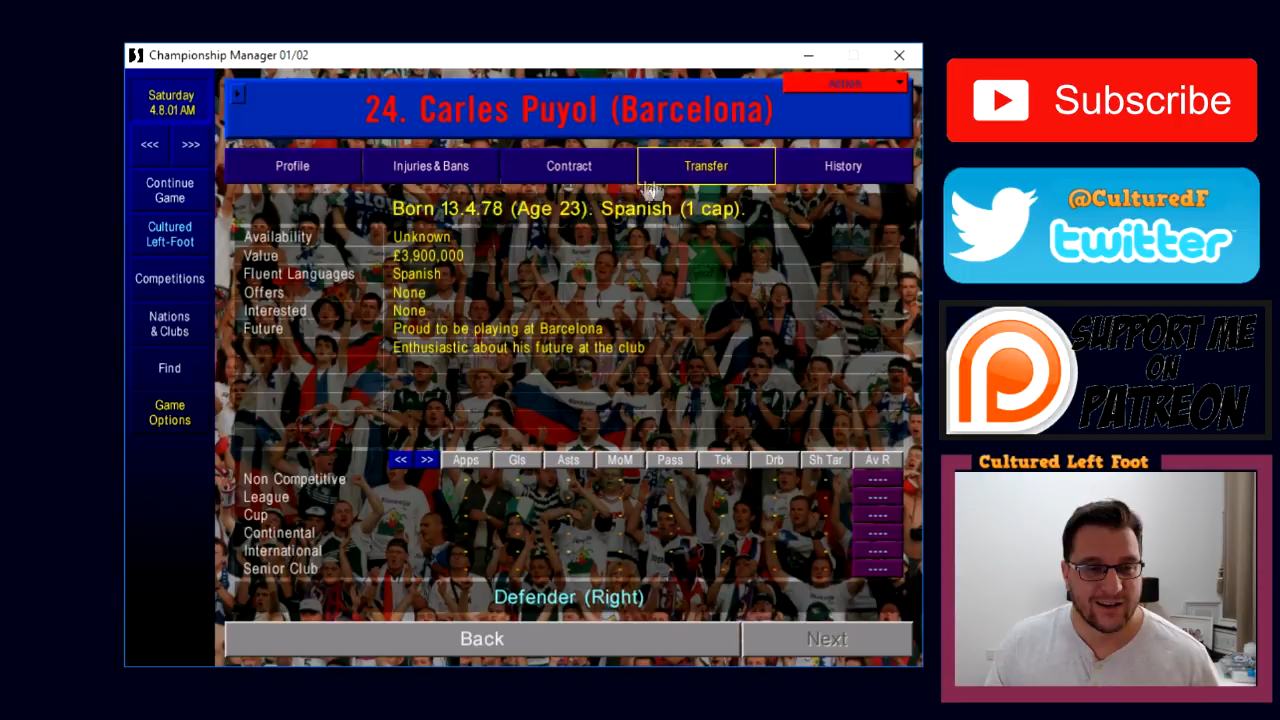 Championship Manager 01/02
Saturday
4.8.01 AM
<<<
>>>
Continue
Game
Cultured
Left-Foot
Competitions
Nations
& Clubs
Find
Game
Options
Action
24. Carles Puyol (Barcelona)
Profile
Injuries & Bans
Contract
Transfer
History
Born 13.4.78 (Age 23). Spanish (1 cap).
Availability Unknown
Value £3,900,000
Fluent Languages Spanish
Offers None
Interested None
Future Proud to be playing at Barcelona
Enthusiastic about his future at the club
<< >> Apps Gls Asts MoM Pass Tck Drb Sh Tar Av R
Non Competitive - - - - - - - - ----
League - - - - - - - - ----
Cup - - - - - - - - ----
Continental - - - - - - - - ----
International - - - - - - - - ----
Senior Club - - - - - - - - ----
Defender (Right)
Back
Next
Subscribe
@CulturedF
twitter
SUPPORT ME
ON
PATREON
Cultured Left Foot